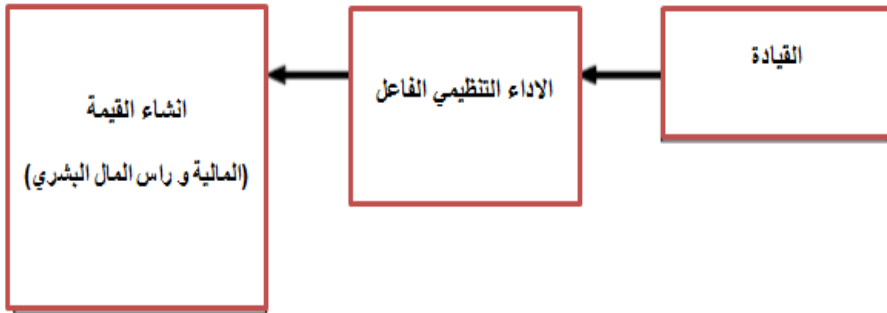 القيادة
الاداء التنظيمي الفاعل
انشاء القيمة
(المالية و راس المال البشري)